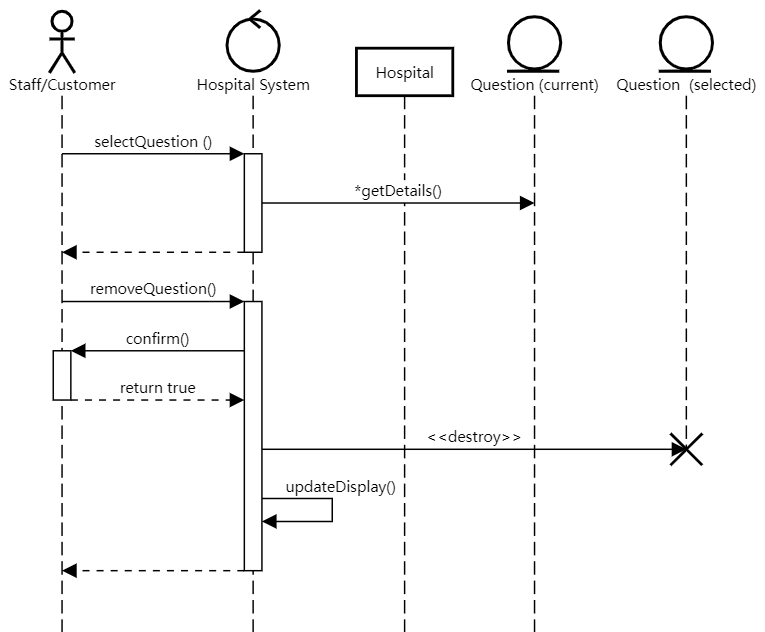 Staff/Customer
Hospital System
Hospital
Question (current)
Question (selected)
selectQuestion ()
*getDetails()
removeQuestion()
confirm()
return true
<<destroy>>
updateDisplay()